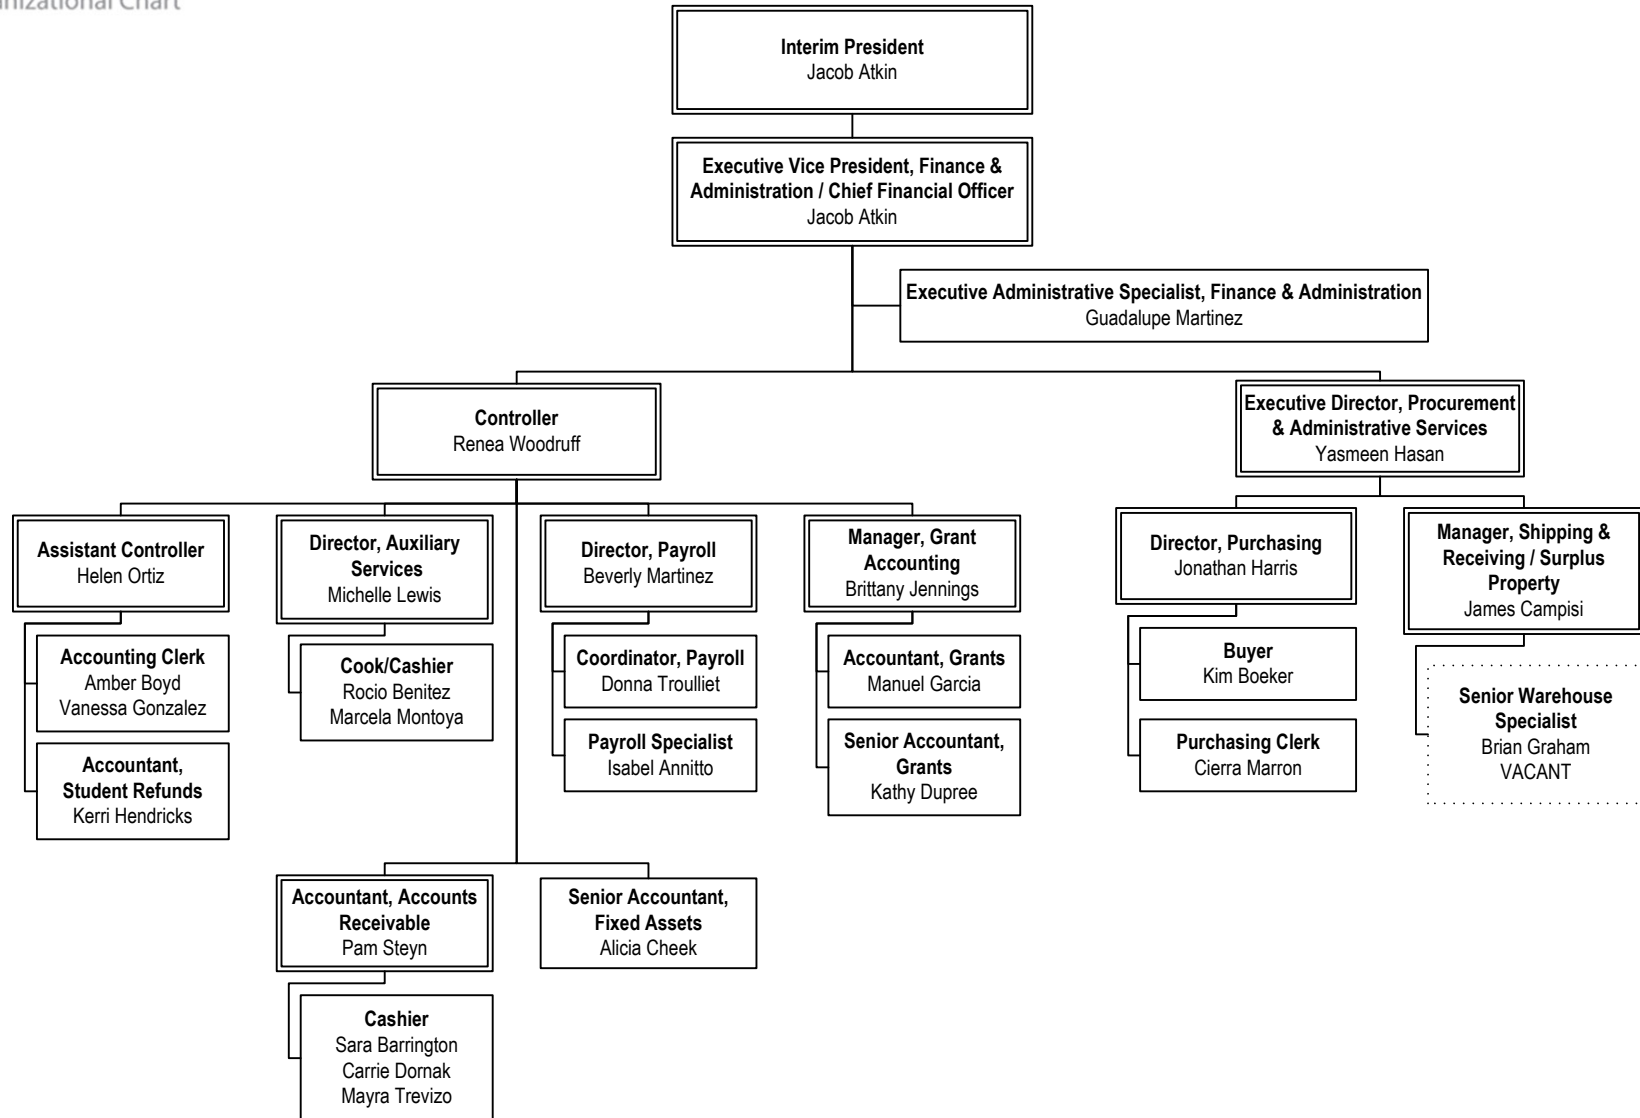 Interim President
Jacob Atkin
Executive Vice President, Finance &
Administration / Chief Financial Officer
Jacob Atkin
Executive Administrative Specialist, Finance & Administration
Guadalupe Martinez
Controller
Renea Woodruff
Executive Director, Procurement
& Administrative Services
Yasmeen Hasan
Assistant Controller
Helen Ortiz
Director, Auxiliary
Services
Michelle Lewis
Director, Payroll
Beverly Martinez
Manager, Grant
Accounting
Brittany Jennings
Director, Purchasing
Jonathan Harris
Manager, Shipping &
Receiving / Surplus
Property
James Campisi
Accounting Clerk
Amber Boyd
Vanessa Gonzalez
Accountant,
Student Refunds
Kerri Hendricks
Cook/Cashier
Rocio Benitez
Marcela Montoya
Coordinator, Payroll
Donna Troulliet
Payroll Specialist
Isabel Annitto
Accountant, Grants
Manuel Garcia
Senior Accountant,
Grants
Kathy Dupree
Buyer
Kim Boeker
Purchasing Clerk
Cierra Marron
Senior Warehouse
Specialist
Brian Graham
VACANT
Accountant, Accounts
Receivable
Pam Steyn
Senior Accountant,
Fixed Assets
Alicia Cheek
Cashier
Sara Barrington
Carrie Dornak
Mayra Trevizo